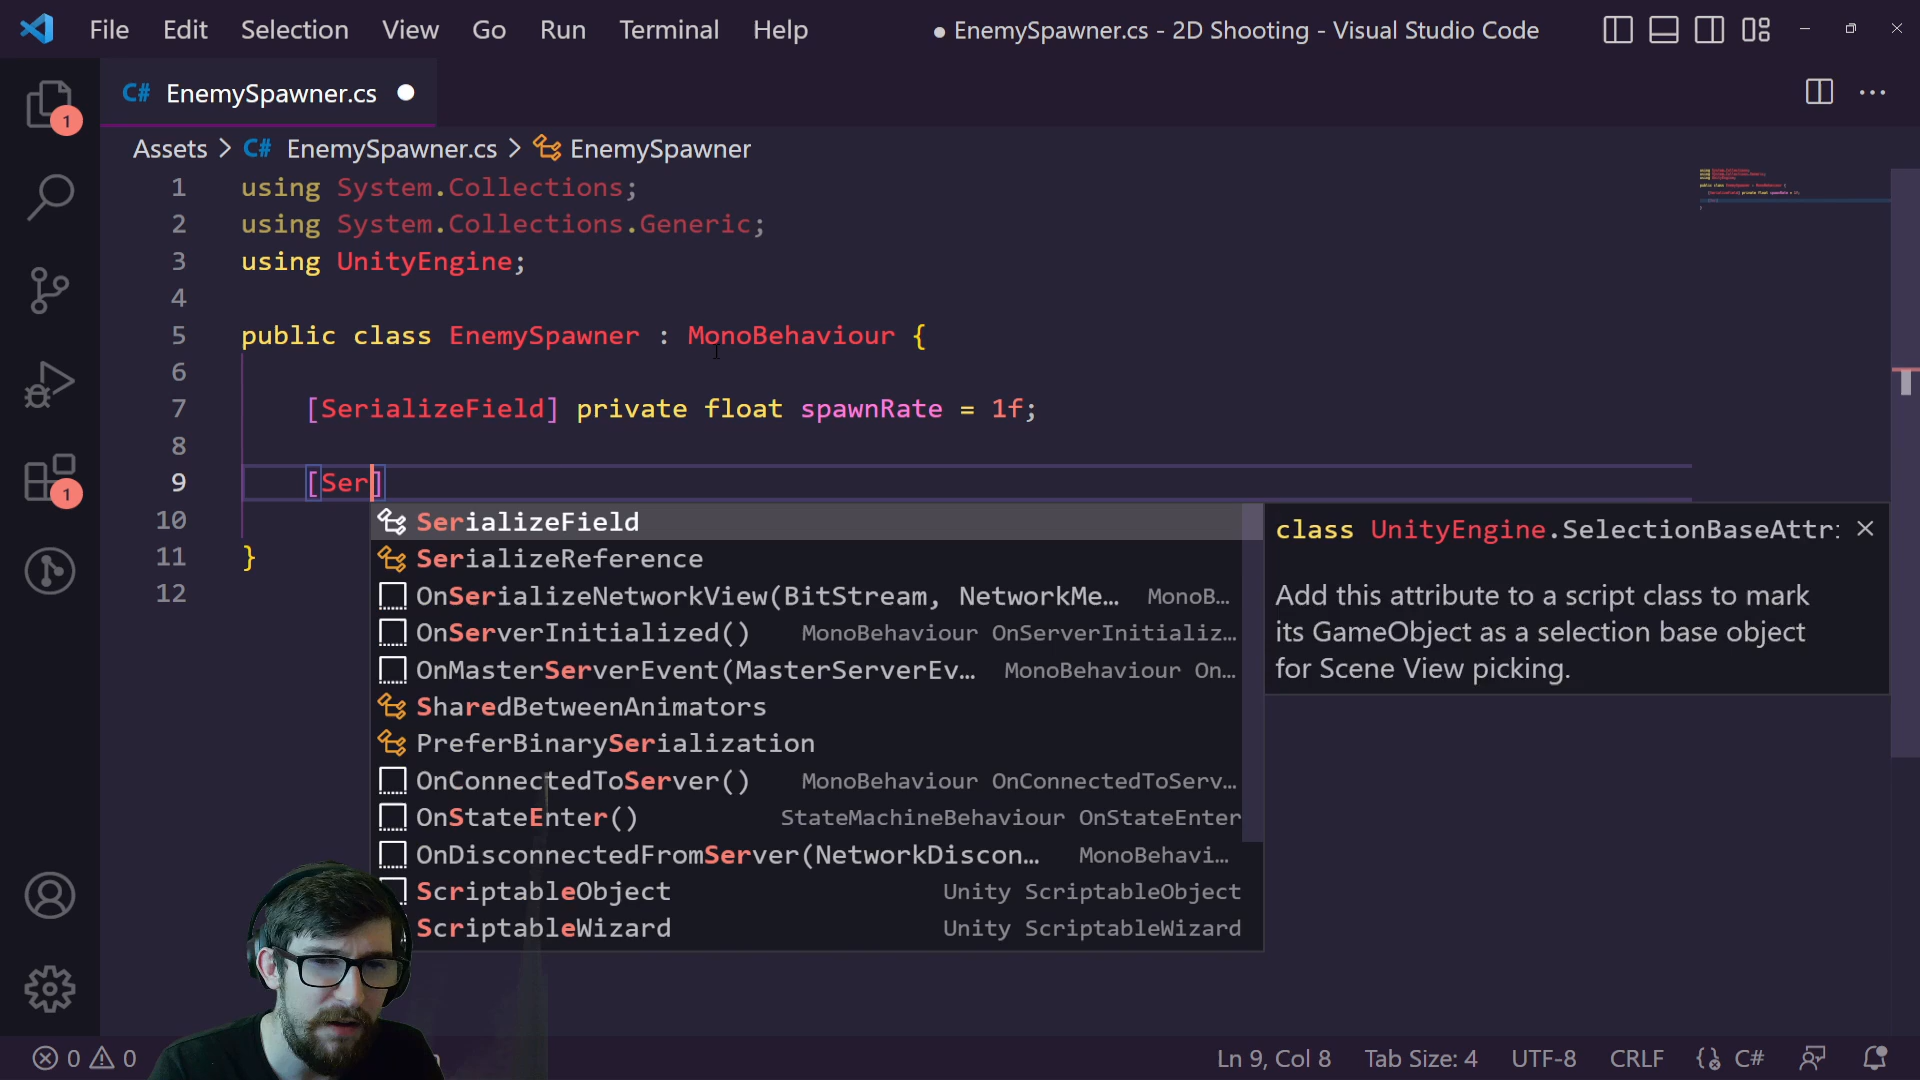 File Edit Selection View Go Run Terminal Help ● EnemySpawner.cs - 2D Shooting - Visual Studio Code
C# EnemySpawner.cs
1
Assets > C# EnemySpawner.cs > EnemySpawner
1 using System.Collections;
2 using System.Collections.Generic;
3 using UnityEngine;
4
5 public class EnemySpawner : MonoBehaviour {
6
7 [SerializeField] private float spawnRate = 1f;
8
9 [Ser]
10
11 }
12
1
SerializeField
SerializeReference
OnSerializeNetworkView(BitStream, NetworkMe… MonoB…
OnServerInitialized() MonoBehaviour OnServerInitializ…
OnMasterServerEvent(MasterServerEv… MonoBehaviour On…
SharedBetweenAnimators
PreferBinarySerialization
OnConnectedToServer() MonoBehaviour OnConnectedToServ…
OnStateEnter() StateMachineBehaviour OnStateEnter
OnDisconnectedFromServer(NetworkDiscon… MonoBehavi…
ScriptableObject Unity ScriptableObject
ScriptableWizard Unity ScriptableWizard
class UnityEngine.SelectionBaseAttr:
Add this attribute to a script class to mark
its GameObject as a selection base object
for Scene View picking.
0 0 Ln 9, Col 8 Tab Size: 4 UTF-8 CRLF C#